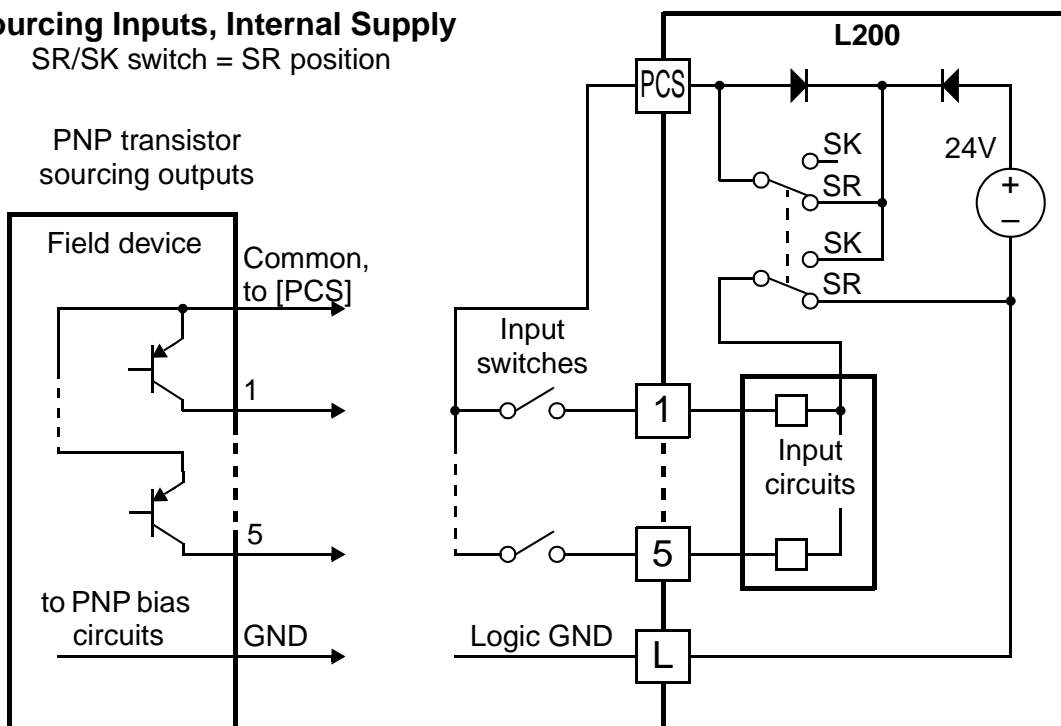 ourcing Inputs, Internal Supply
SR/SK switch = SR position
L200
PCS
PNP transistor
sourcing outputs
SK
24V
SR
+
–
Field device
Common,
to [PCS]
SK
SR
Input
switches
1
1
Input
circuits
5
5
to PNP bias
circuits
GND
Logic GND
L